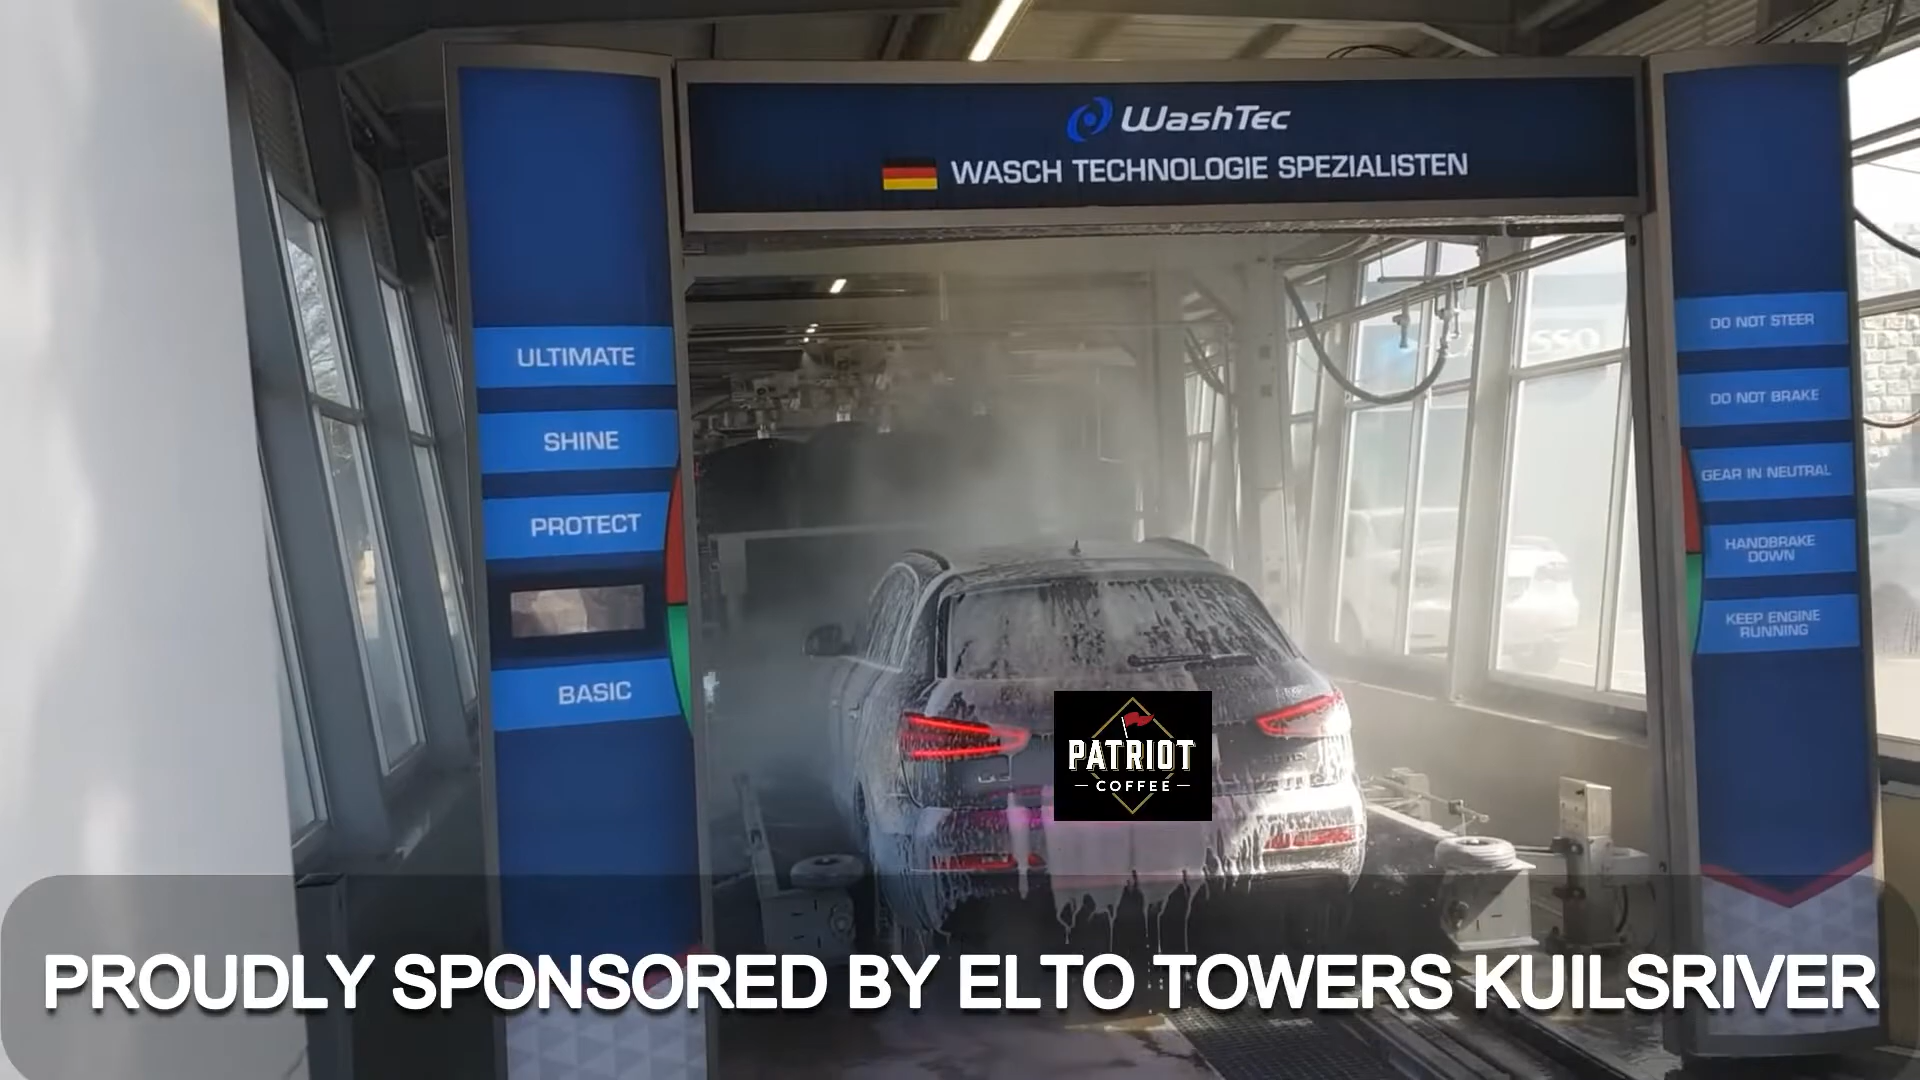 WashTec
WASCH TECHNOLOGIE SPEZIALISTEN
ULTIMATE
SHINE
PROTECT
BASIC
DO NOT STEER
DO NOT BRAKE
GEAR IN NEUTRAL
HANDBRAKE
DOWN
KEEP ENGINE
RUNNING
PATRIOT
COFFEE
PROUDLY SPONSORED BY ELTO TOWERS KUILSRIVER